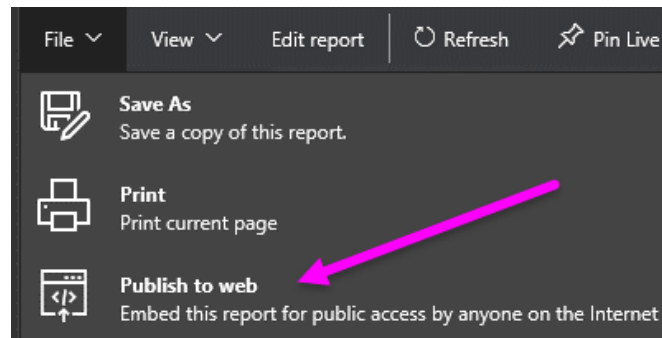 File View Edit report Refresh Pin Live
Save As
Save a copy of this report.
Print
Print current page
Publish to web
Embed this report for public access by anyone on the Internet